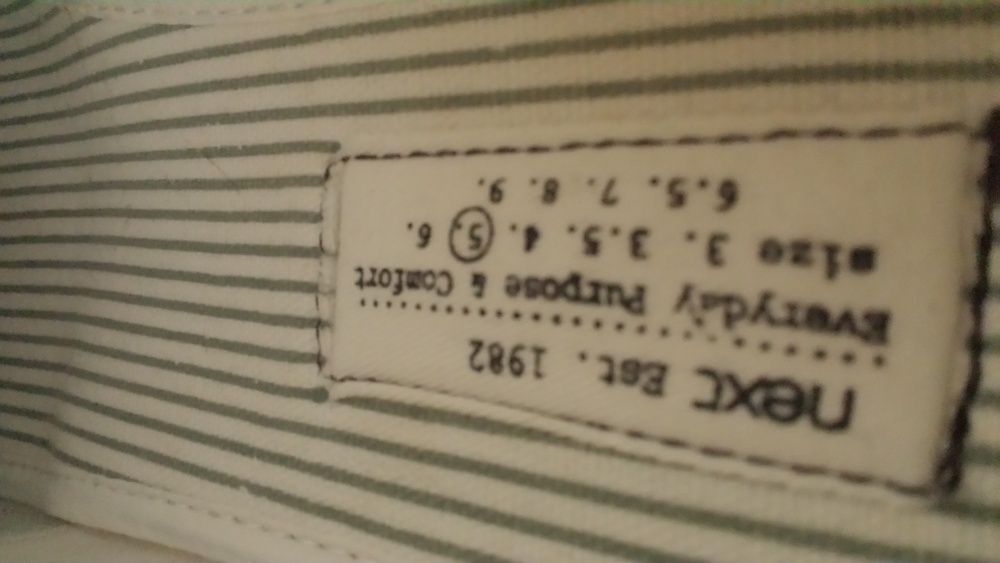 next Est. 1982
Everyday Purpose & Comfort
size 3. 3.5. 4. 5. 6.
6.5. 7. 8. 9.